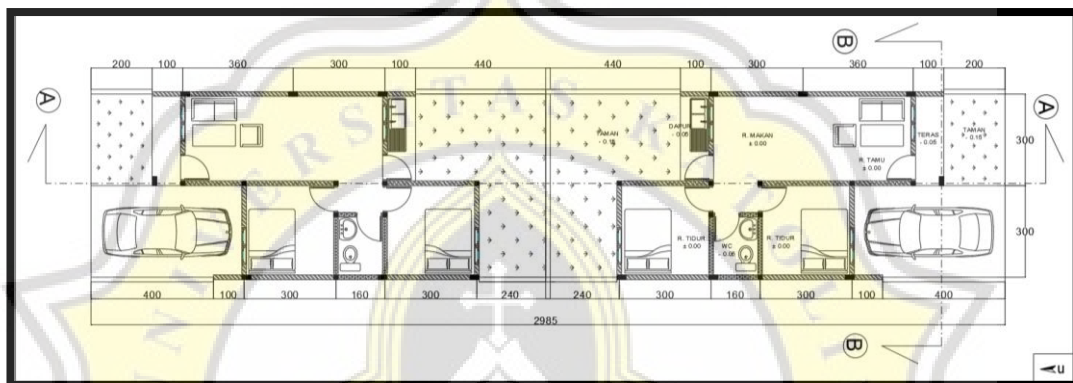 B
200 100 360 300 100 440 440 100 300 360 100 200
A
A
TAMAN
- 0.15
DAPUR
- 0.05
R. MAKAN
± 0.00
TERAS
- 0.05
TAMAN
- 0.15
R. TAMU
± 0.00
300
R. TIDUR
± 0.00
WC
- 0.05
R. TIDUR
± 0.00
300
400 100 300 160 300 240 240 300 160 300 100 400
2985
B
U
UNIVERSITAS K